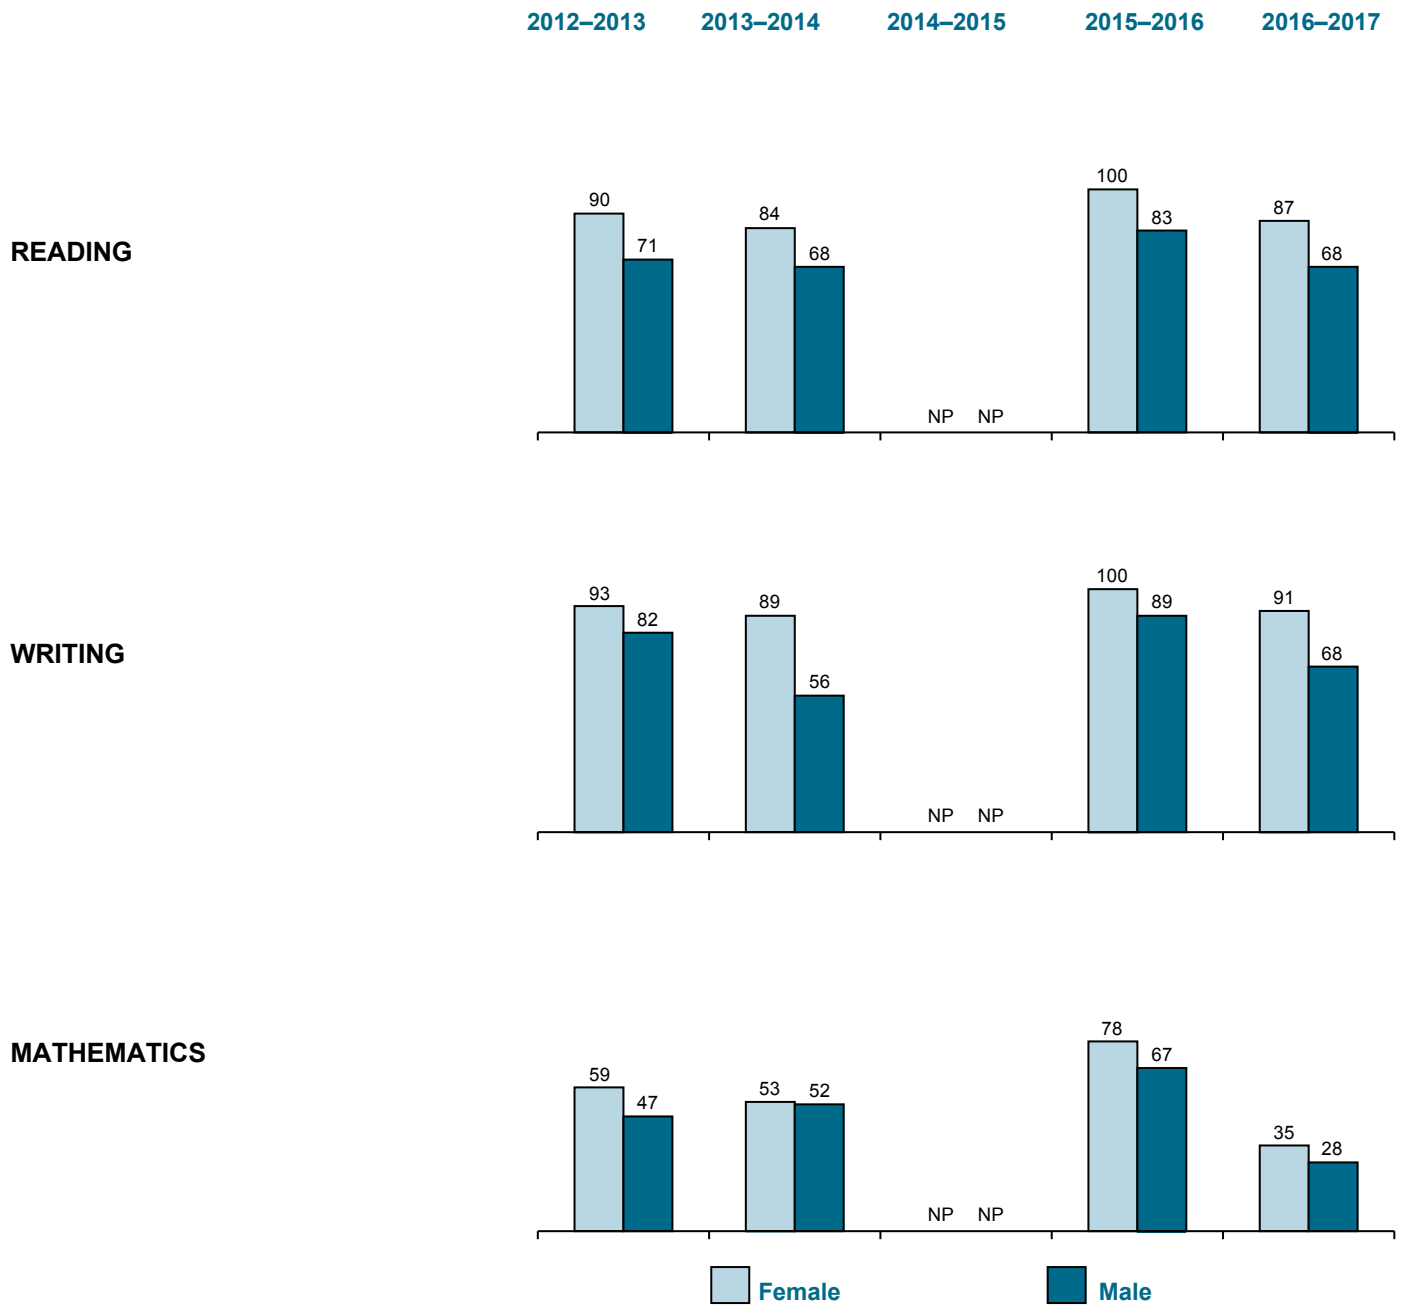 2012–2013 2013–2014 2014–2015 2015–2016 2016–2017
READING
90 71 84 68 NP NP 100 83 87 68
WRITING
93 82 89 56 NP NP 100 89 91 68
MATHEMATICS
59 47 53 52 NP NP 78 67 35 28
Female Male